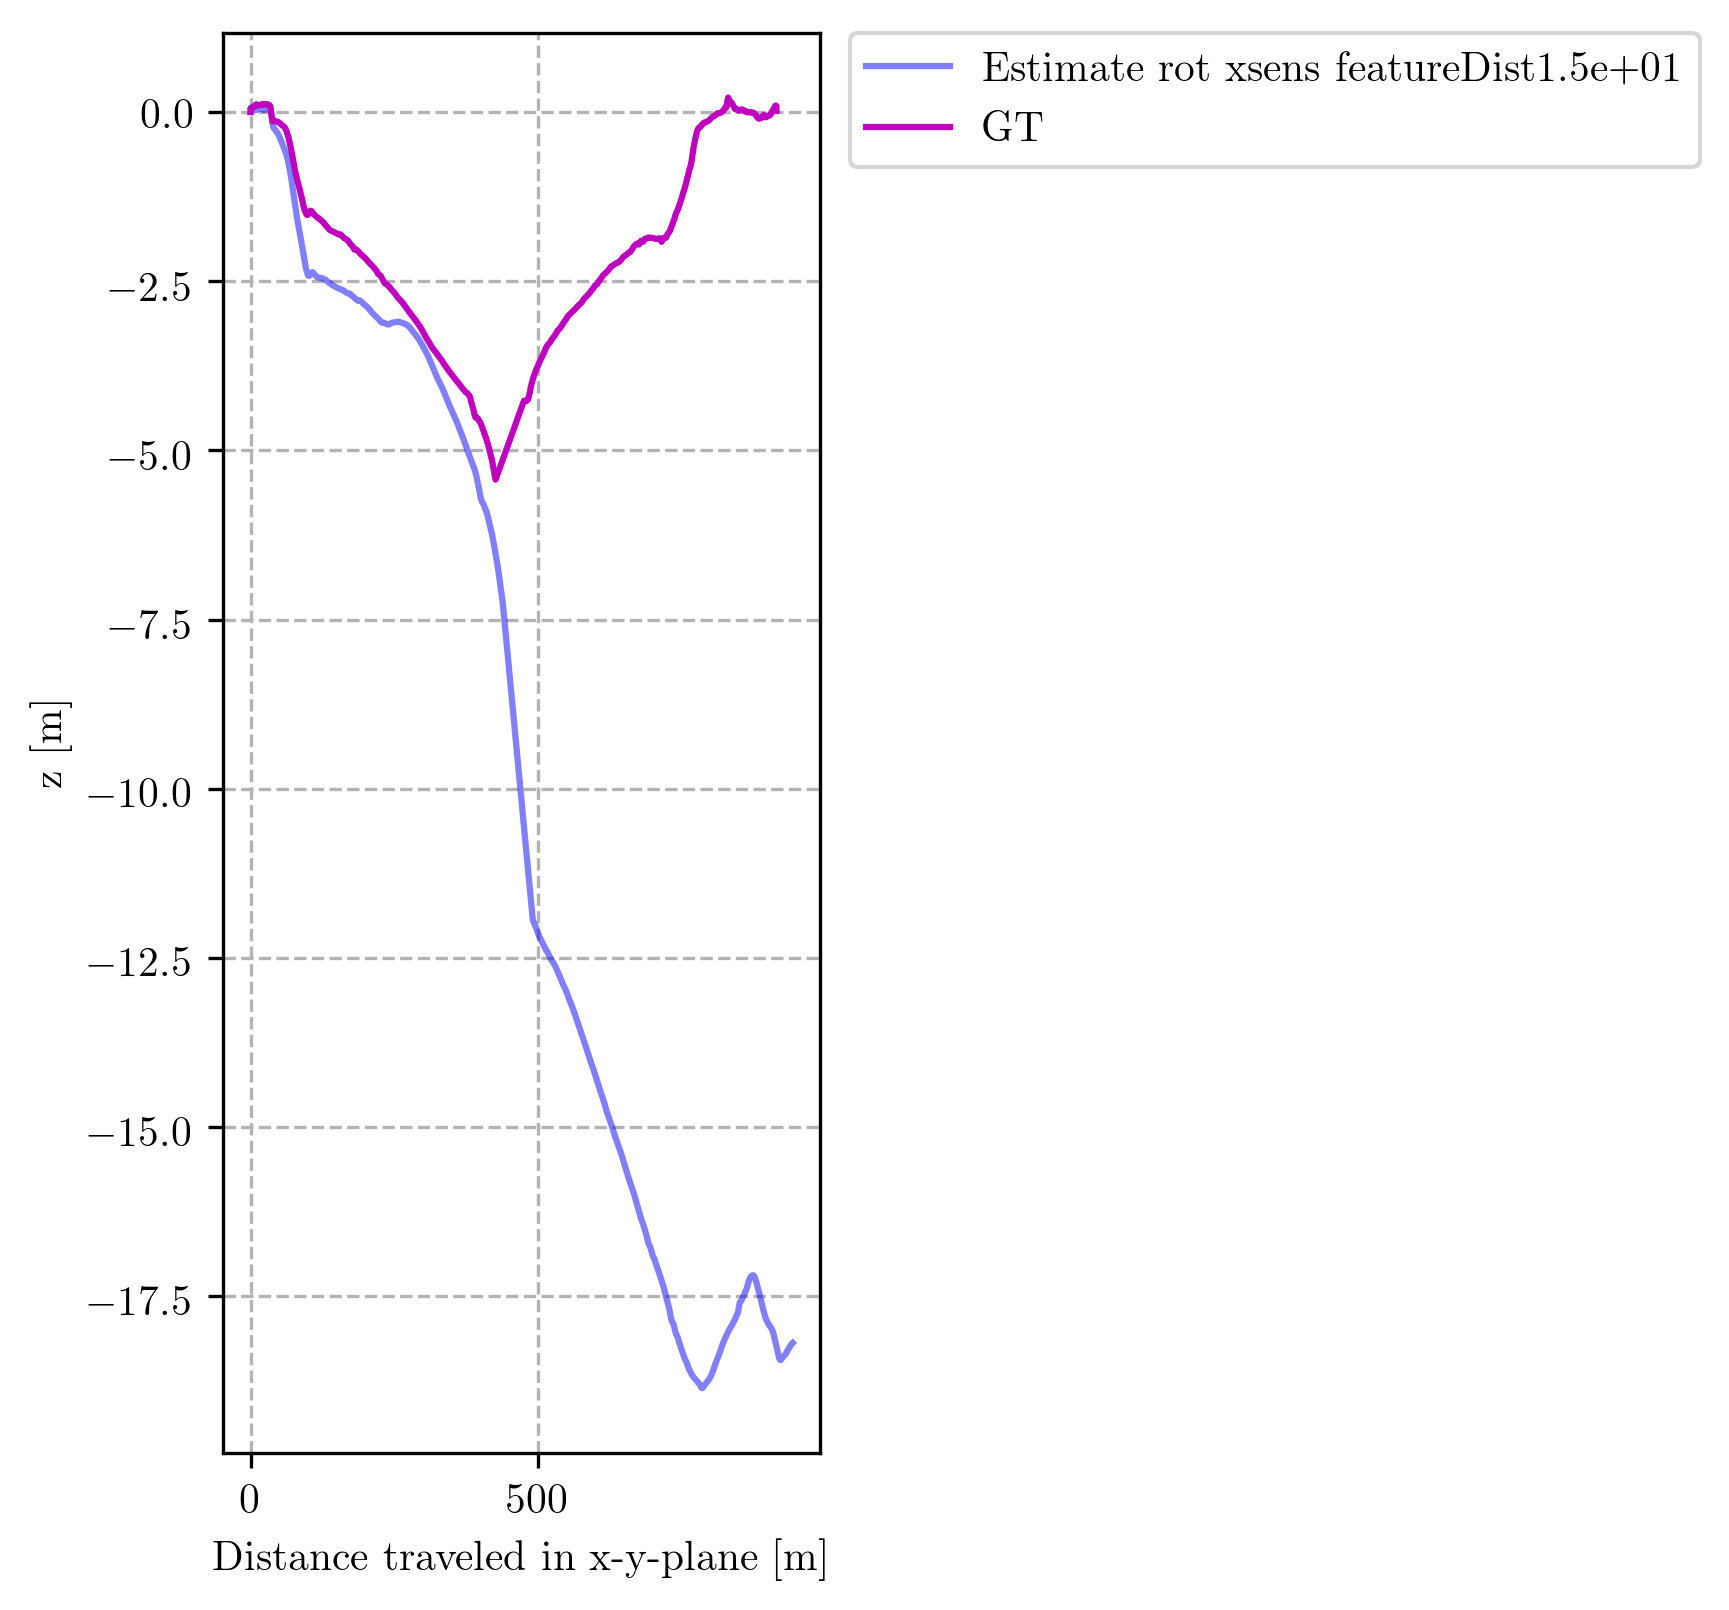 Estimate rot xsens featureDist1.5e+01
GT
0.0
−2.5
−5.0
−7.5
−10.0
−12.5
−15.0
−17.5
z [m]
0 500
Distance traveled in x-y-plane [m]